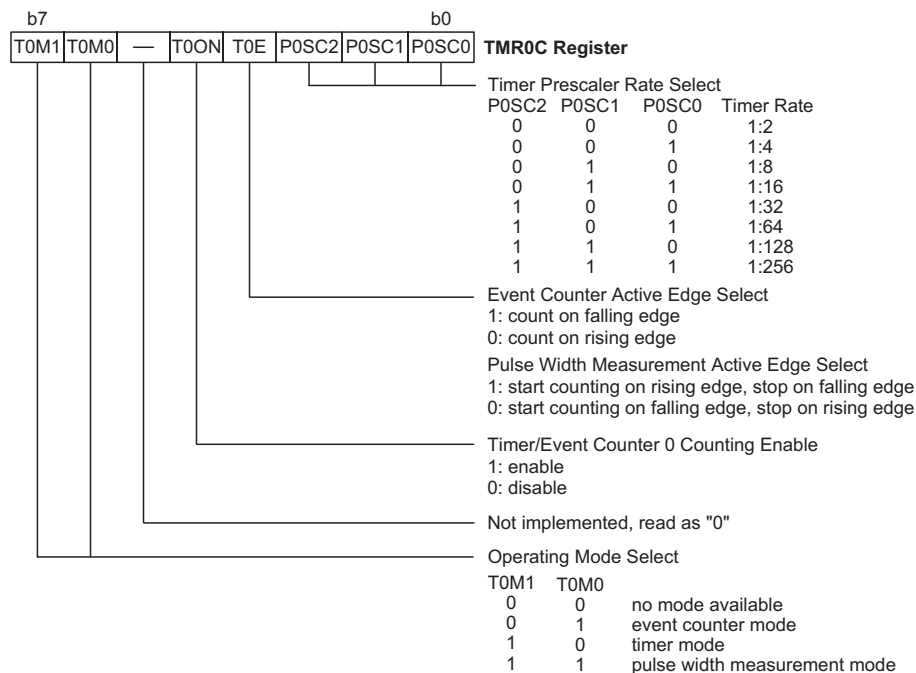 b7 b0
T0M1 T0M0 — T0ON T0E P0SC2 P0SC1 P0SC0 TMR0C Register
Timer Prescaler Rate Select
P0SC2 P0SC1 P0SC0 Timer Rate
0 0 0 1:2
0 0 1 1:4
0 1 0 1:8
0 1 1 1:16
1 0 0 1:32
1 0 1 1:64
1 1 0 1:128
1 1 1 1:256
Event Counter Active Edge Select
1: count on falling edge
0: count on rising edge
Pulse Width Measurement Active Edge Select
1: start counting on rising edge, stop on falling edge
0: start counting on falling edge, stop on rising edge
Timer/Event Counter 0 Counting Enable
1: enable
0: disable
Not implemented, read as "0"
Operating Mode Select
T0M1 T0M0
0 0 no mode available
0 1 event counter mode
1 0 timer mode
1 1 pulse width measurement mode